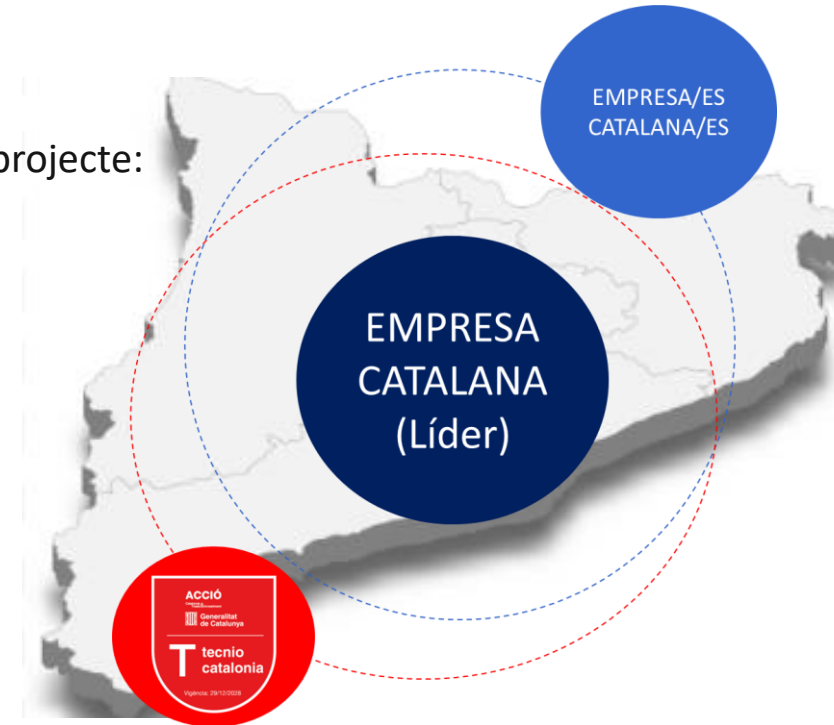 EMPRESA/ES
CATALANA/ES
projecte:
EMPRESA
CATALANA
(Líder)
ACCIÓ
Generalitat
de Catalunya
T tecnio
catalonia
Vigència: 29/12/2028